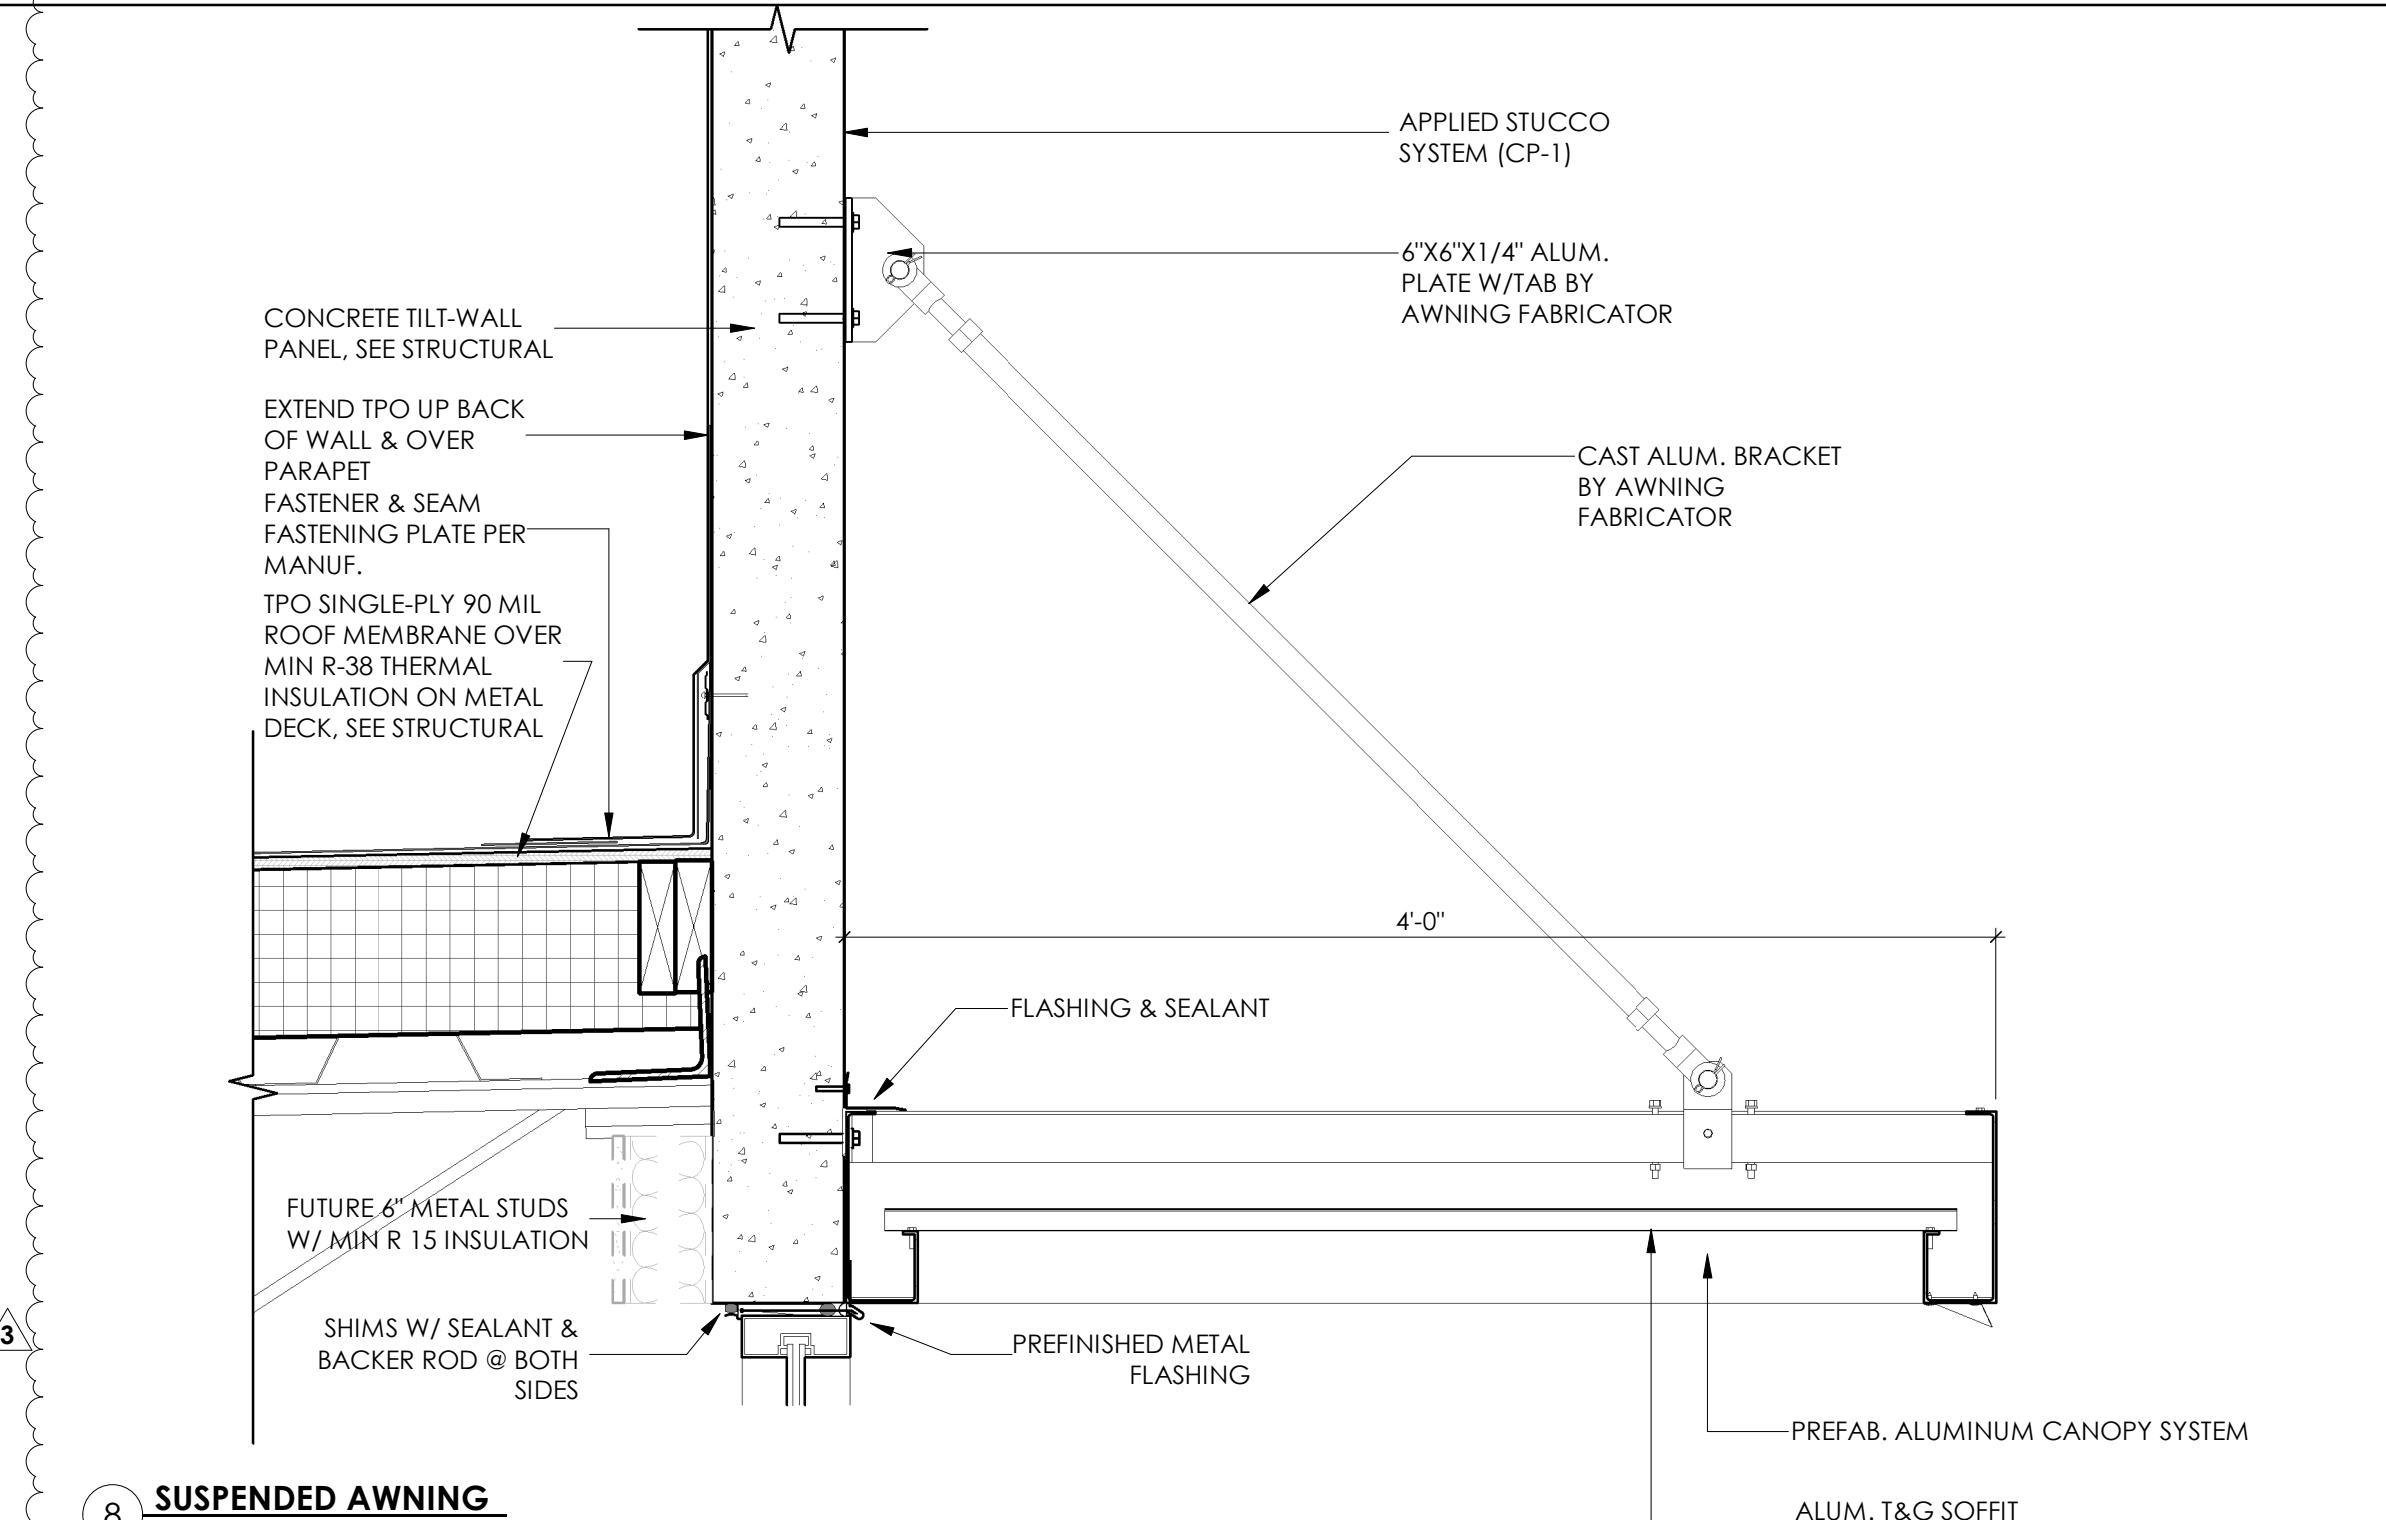 APPLIED STUCCO
SYSTEM (CP-1)
6"X6"X1/4" ALUM.
PLATE W/TAB BY
AWNING FABRICATOR
CONCRETE TILT-WALL
PANEL, SEE STRUCTURAL
EXTEND TPO UP BACK
OF WALL & OVER
PARAPET
FASTENER & SEAM
FASTENING PLATE PER
MANUF.
TPO SINGLE-PLY 90 MIL
ROOF MEMBRANE OVER
MIN R-38 THERMAL
INSULATION ON METAL
DECK, SEE STRUCTURAL
CAST ALUM. BRACKET
BY AWNING
FABRICATOR
4'-0"
FLASHING & SEALANT
FUTURE 6" METAL STUDS
W/ MIN R 15 INSULATION
SHIMS W/ SEALANT &
BACKER ROD @ BOTH
SIDES
PREFINISHED METAL
FLASHING
3
PREFAB. ALUMINUM CANOPY SYSTEM
ALUM. T&G SOFFIT
8
SUSPENDED AWNING